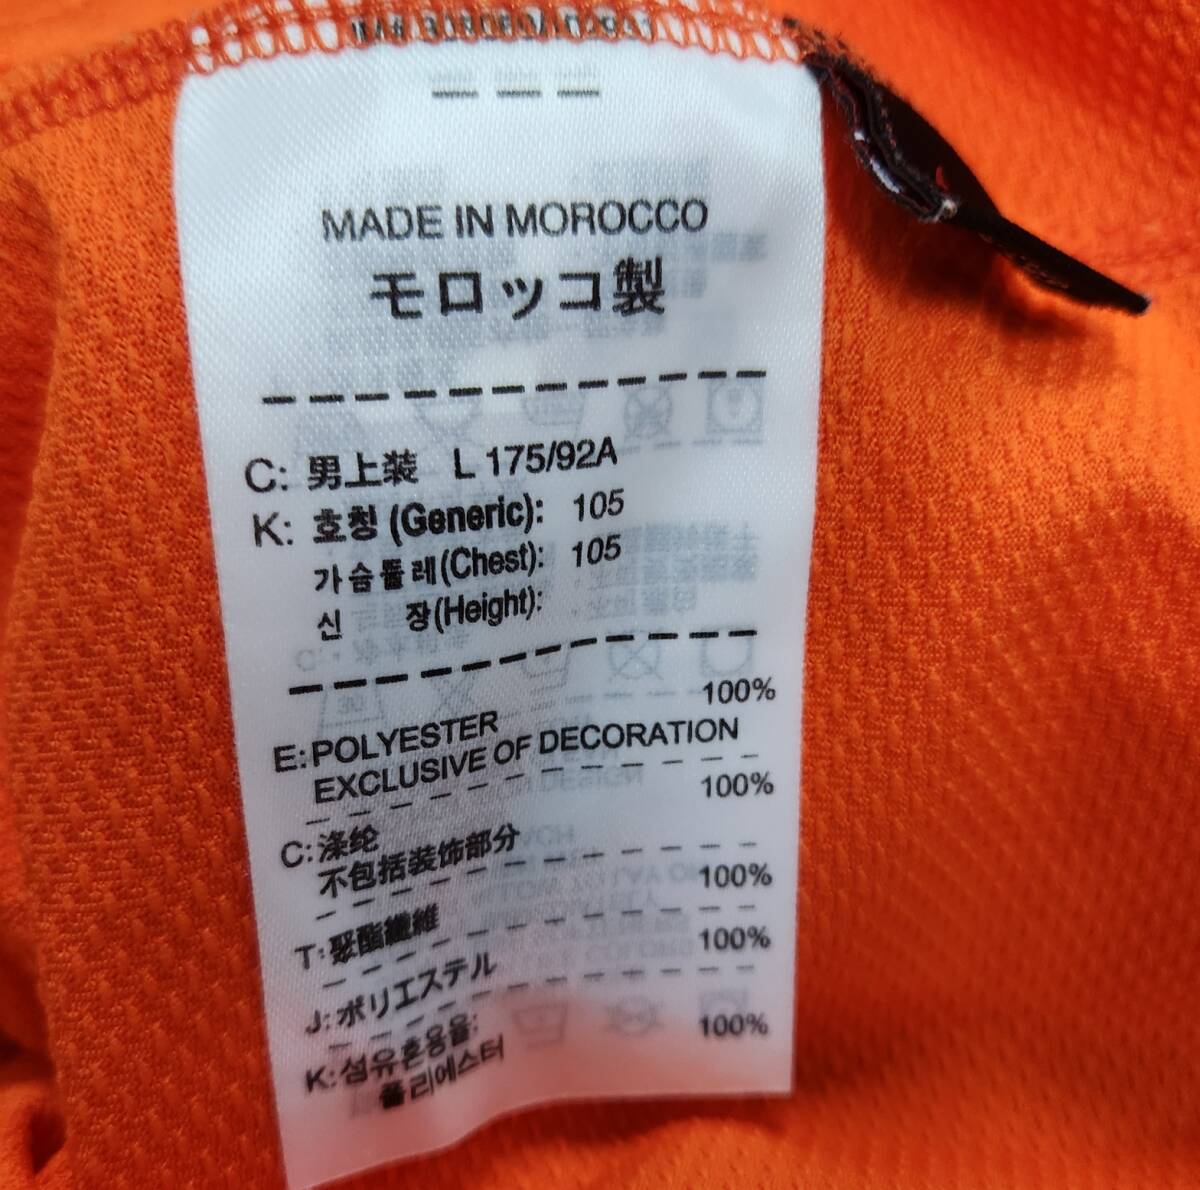 MADE IN MOROCCO
モロッコ製
C: 男上装 L 175/92A
K: 호칭 (Generic): 105
가슴둘레(Chest): 105
신 장(Height):
E: POLYESTER 100%
EXCLUSIVE OF DECORATION
C: 涤纶 100%
不包括装饰部分
T: 聚酯纖維 100%
J: ポリエステル 100%
K: 섬유혼용율:
폴리에스터 100%